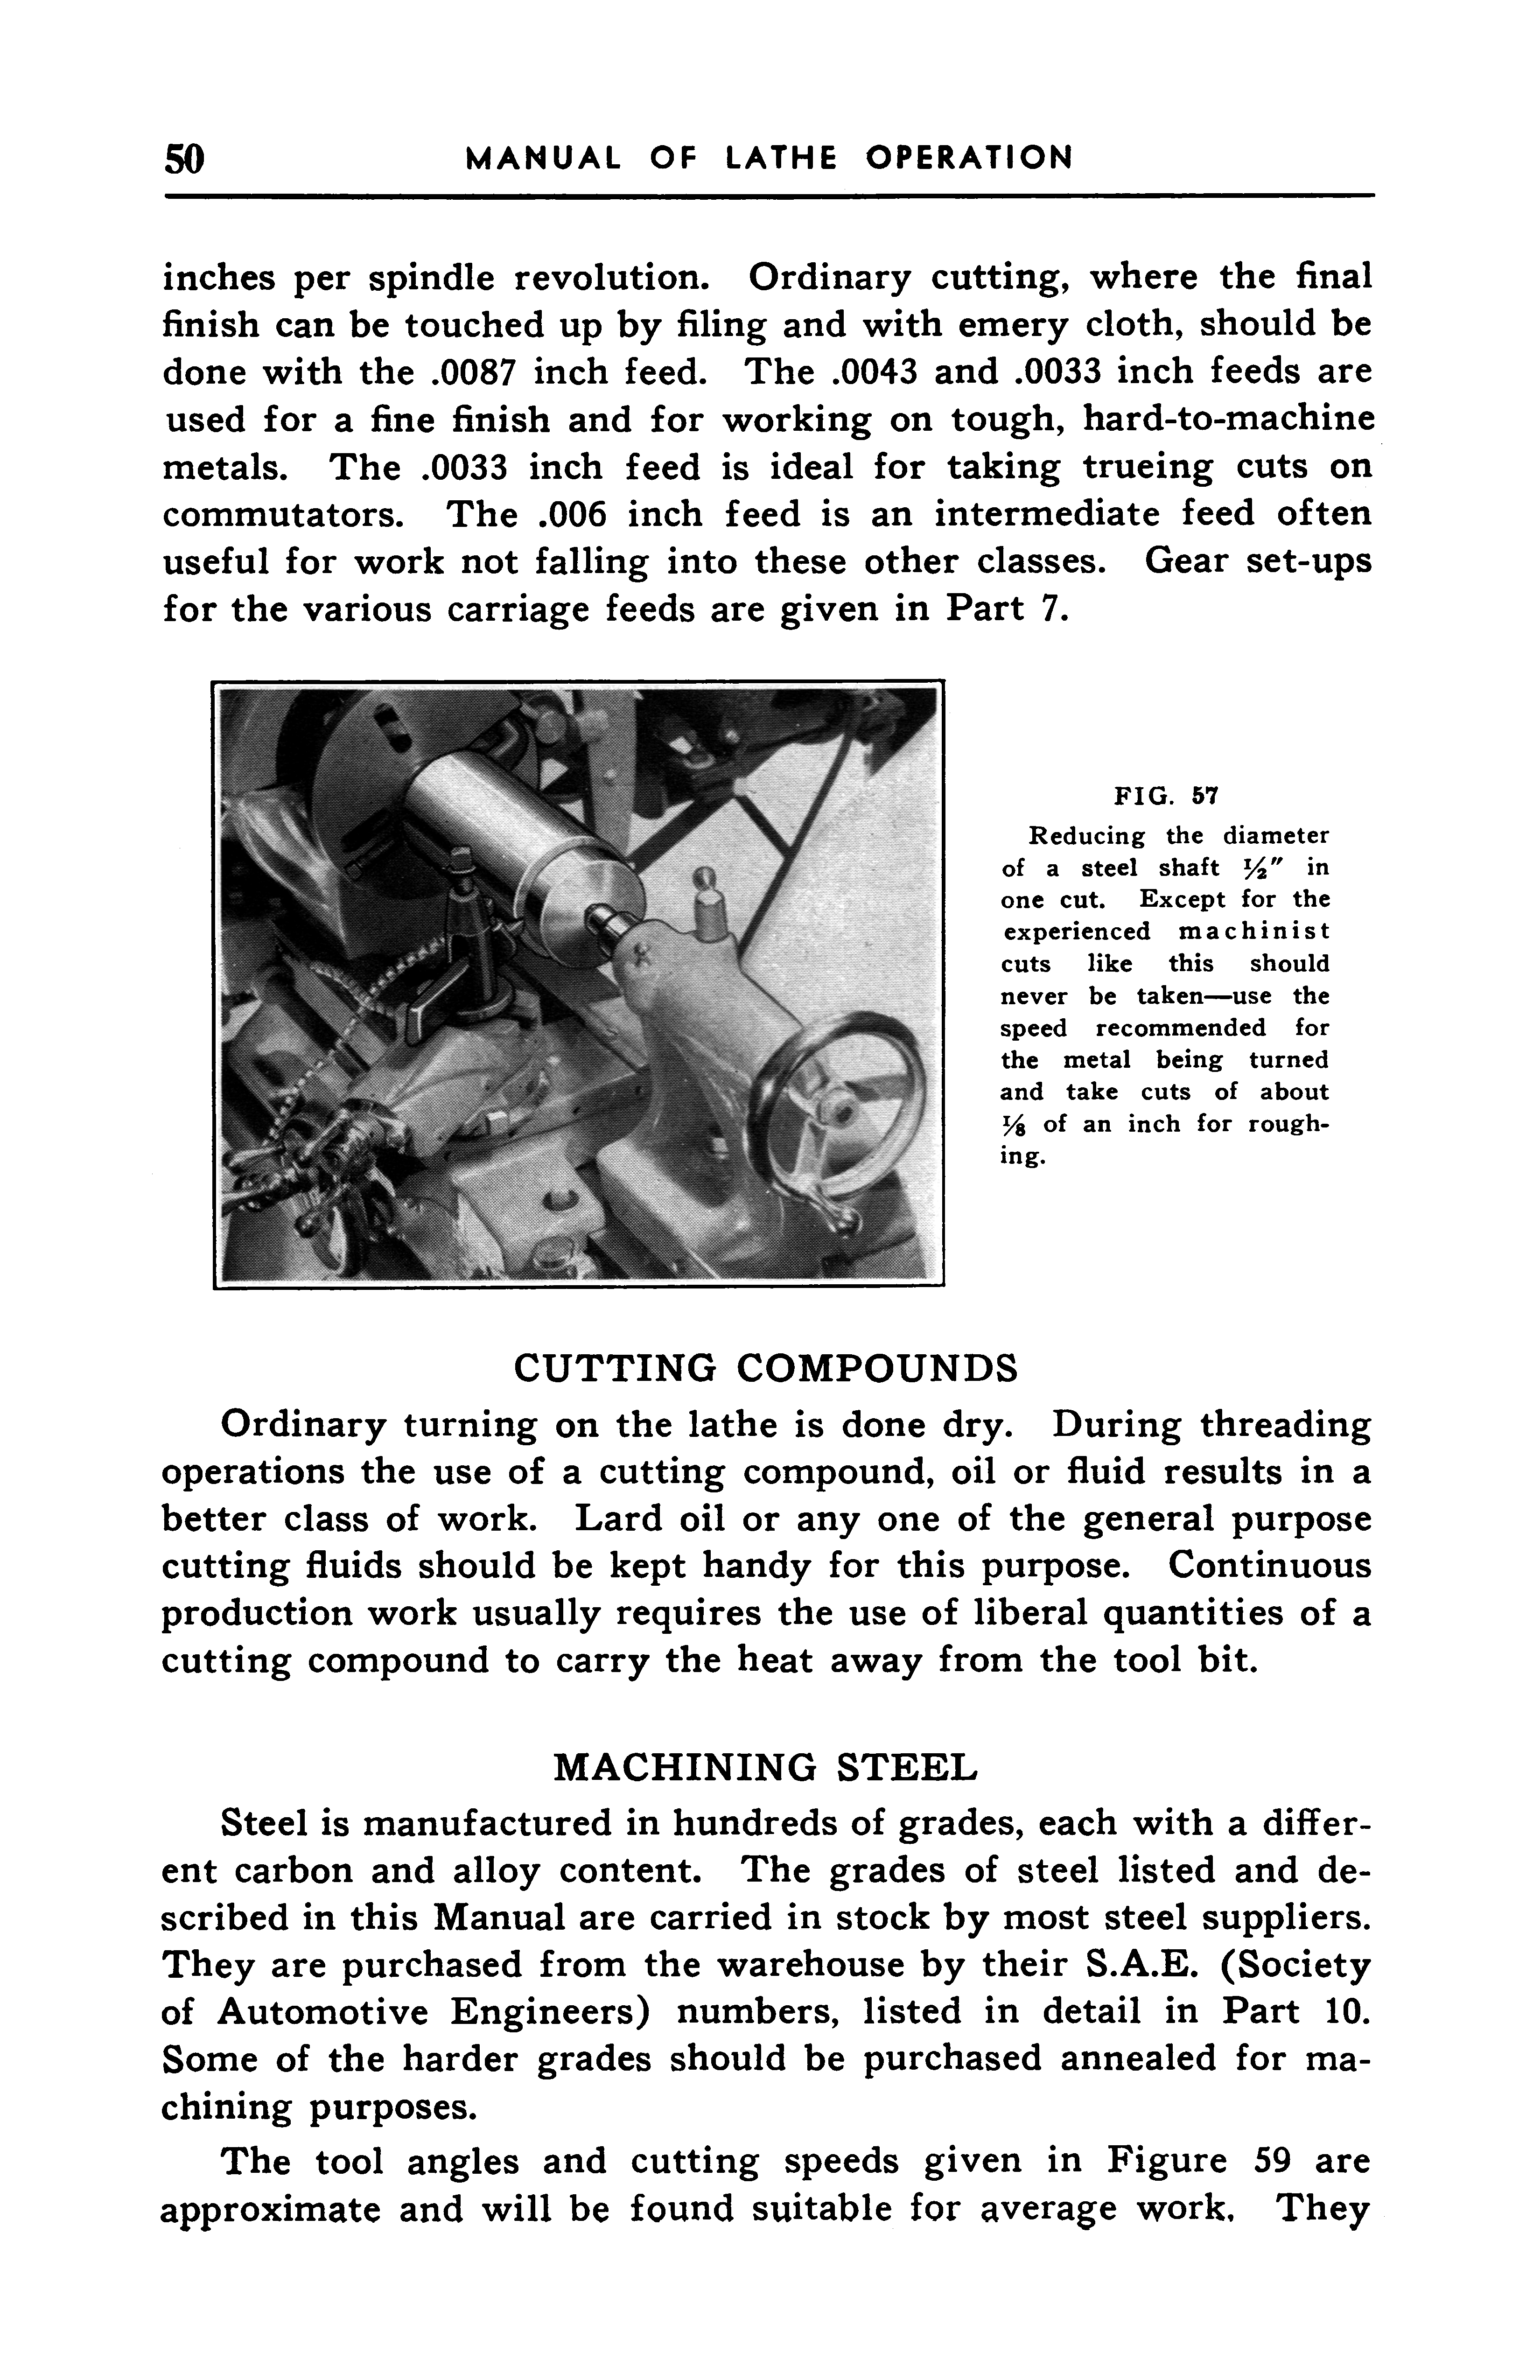 50 MANUAL OF LATHE OPERATION
inches per spindle revolution. Ordinary cutting, where the final
finish can be touched up by filing and with emery cloth, should be
done with the .0087 inch feed. The .0043 and .0033 inch feeds are
used for a fine finish and for working on tough, hard-to-machine
metals. The .0033 inch feed is ideal for taking trueing cuts on
commutators. The .006 inch feed is an intermediate feed often
useful for work not falling into these other classes. Gear set-ups
for the various carriage feeds are given in Part 7.
FIG. 57
Reducing the diameter
of a steel shaft ½" in
one cut. Except for the
experienced machinist
cuts like this should
never be taken—use the
speed recommended for
the metal being turned
and take cuts of about
⅛ of an inch for rough-
ing.
CUTTING COMPOUNDS
Ordinary turning on the lathe is done dry. During threading
operations the use of a cutting compound, oil or fluid results in a
better class of work. Lard oil or any one of the general purpose
cutting fluids should be kept handy for this purpose. Continuous
production work usually requires the use of liberal quantities of a
cutting compound to carry the heat away from the tool bit.
MACHINING STEEL
Steel is manufactured in hundreds of grades, each with a differ-
ent carbon and alloy content. The grades of steel listed and de-
scribed in this Manual are carried in stock by most steel suppliers.
They are purchased from the warehouse by their S.A.E. (Society
of Automotive Engineers) numbers, listed in detail in Part 10.
Some of the harder grades should be purchased annealed for ma-
chining purposes.
The tool angles and cutting speeds given in Figure 59 are
approximate and will be found suitable for average work. They